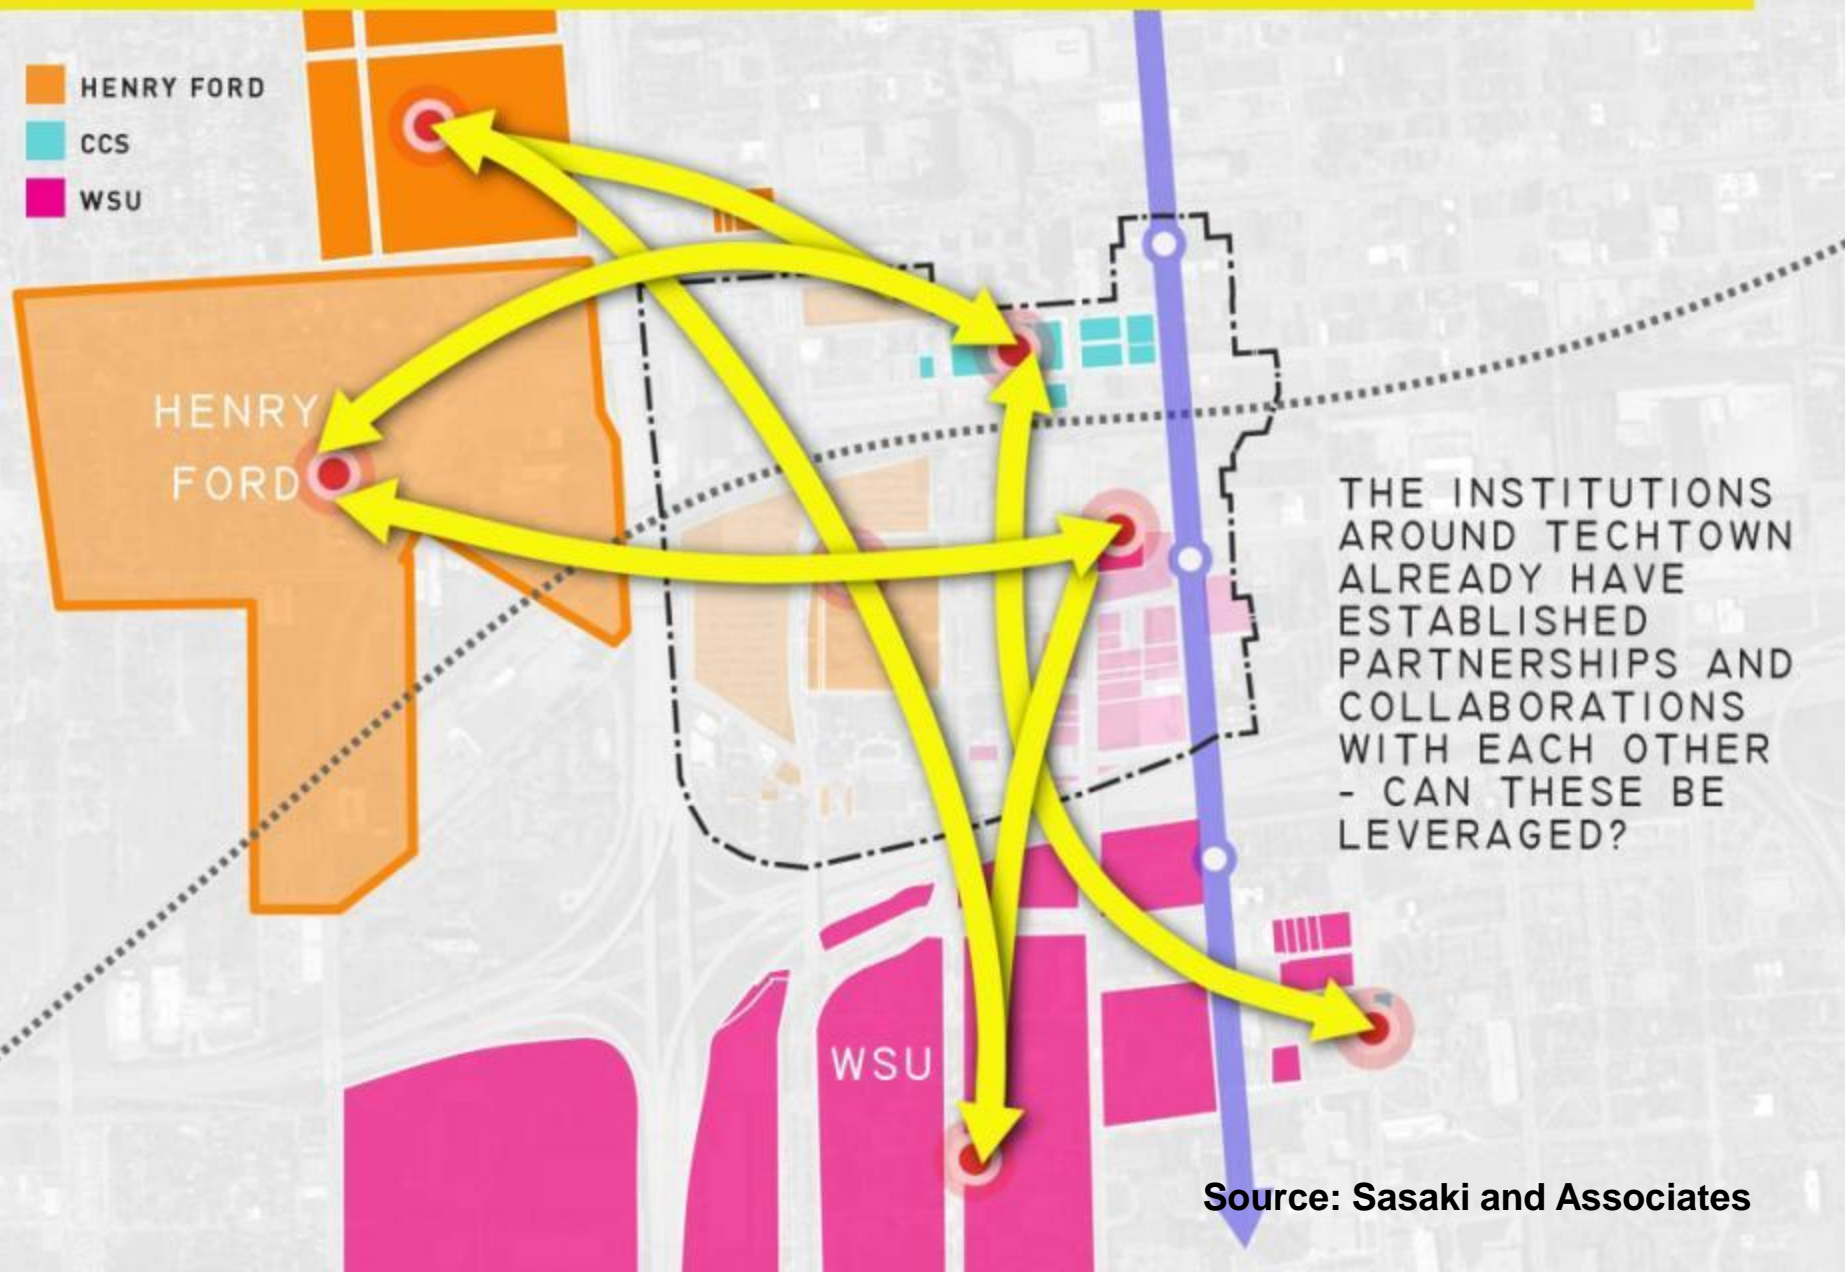 HENRY FORD
CCS
WSU
HENRY
FORD
THE INSTITUTIONS
AROUND TECHTOWN
ALREADY HAVE
ESTABLISHED
PARTNERSHIPS AND
COLLABORATIONS
WITH EACH OTHER
- CAN THESE BE
LEVERAGED?
WSU
Source: Sasaki and Associates